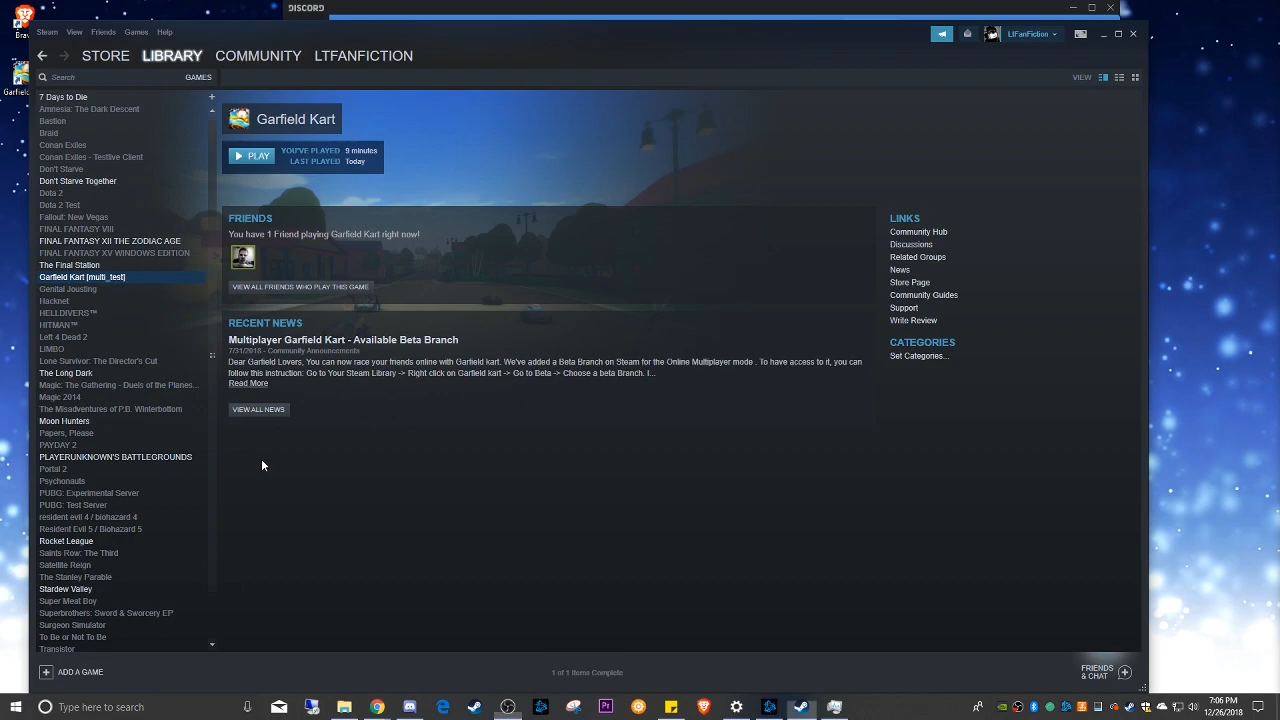 DISCORD
Brav
Garfield
Steam View Friends Games Help
LtFanFiction
STORE LIBRARY COMMUNITY LTFANFICTION
Search GAMES
VIEW
7 Days to Die
Amnesia: The Dark Descent
Bastion
Braid
Conan Exiles
Conan Exiles - Testlive Client
Don't Starve
Don't Starve Together
Dota 2
Dota 2 Test
Fallout: New Vegas
FINAL FANTASY VIII
FINAL FANTASY XII THE ZODIAC AGE
FINAL FANTASY XV WINDOWS EDITION
The Final Station
Garfield Kart [multi_test]
Genital Jousting
Hacknet
HELLDIVERS™
HITMAN™
Left 4 Dead 2
LIMBO
Lone Survivor: The Director's Cut
The Long Dark
Magic: The Gathering - Duels of the Planes...
Magic 2014
The Misadventures of P.B. Winterbottom
Moon Hunters
Papers, Please
PAYDAY 2
PLAYERUNKNOWN'S BATTLEGROUNDS
Portal 2
Psychonauts
PUBG: Experimental Server
PUBG: Test Server
resident evil 4 / biohazard 4
Resident Evil 5 / Biohazard 5
Rocket League
Saints Row: The Third
Satellite Reign
The Stanley Parable
Stardew Valley
Super Meat Boy
Superbrothers: Sword & Sworcery EP
Surgeon Simulator
To Be or Not To Be
Transistor
Garfield Kart
PLAY
YOU'VE PLAYED 9 minutes
LAST PLAYED Today
FRIENDS
You have 1 Friend playing Garfield Kart right now!
VIEW ALL FRIENDS WHO PLAY THIS GAME
RECENT NEWS
Multiplayer Garfield Kart - Available Beta Branch
7/31/2018 - Community Announcements
Dear Garfield Lovers, You can now race your friends online with Garfield kart. We've added a Beta Branch on Steam for the Online Multiplayer mode . To have access to it, you can
follow this instruction: Go to Your Steam Library -> Right click on Garfield kart -> Go to Beta -> Choose a beta Branch. I...
Read More
VIEW ALL NEWS
LINKS
Community Hub
Discussions
Related Groups
News
Store Page
Community Guides
Support
Write Review
CATEGORIES
Set Categories...
ADD A GAME
1 of 1 Items Complete
FRIENDS
& CHAT
Type here to search
Pr
7:06 PM
12/26/2018